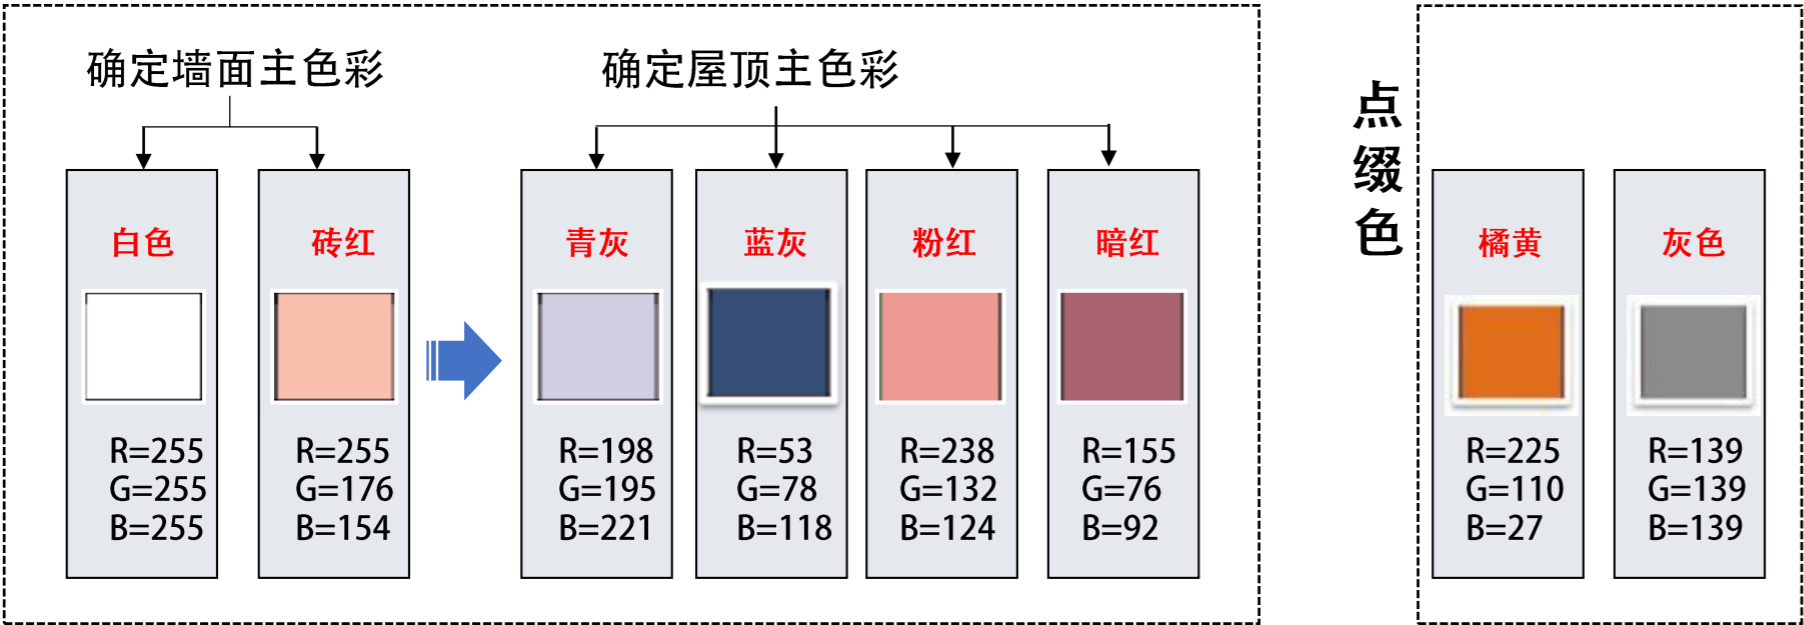 确定墙面主色彩
白色
R=255
G=255
B=255
砖红
R=255
G=176
B=154
确定屋顶主色彩
青灰
R=198
G=195
B=221
蓝灰
R=53
G=78
B=118
粉红
R=238
G=132
B=124
暗红
R=155
G=76
B=92
点缀色
橘黄
R=225
G=110
B=27
灰色
R=139
G=139
B=139